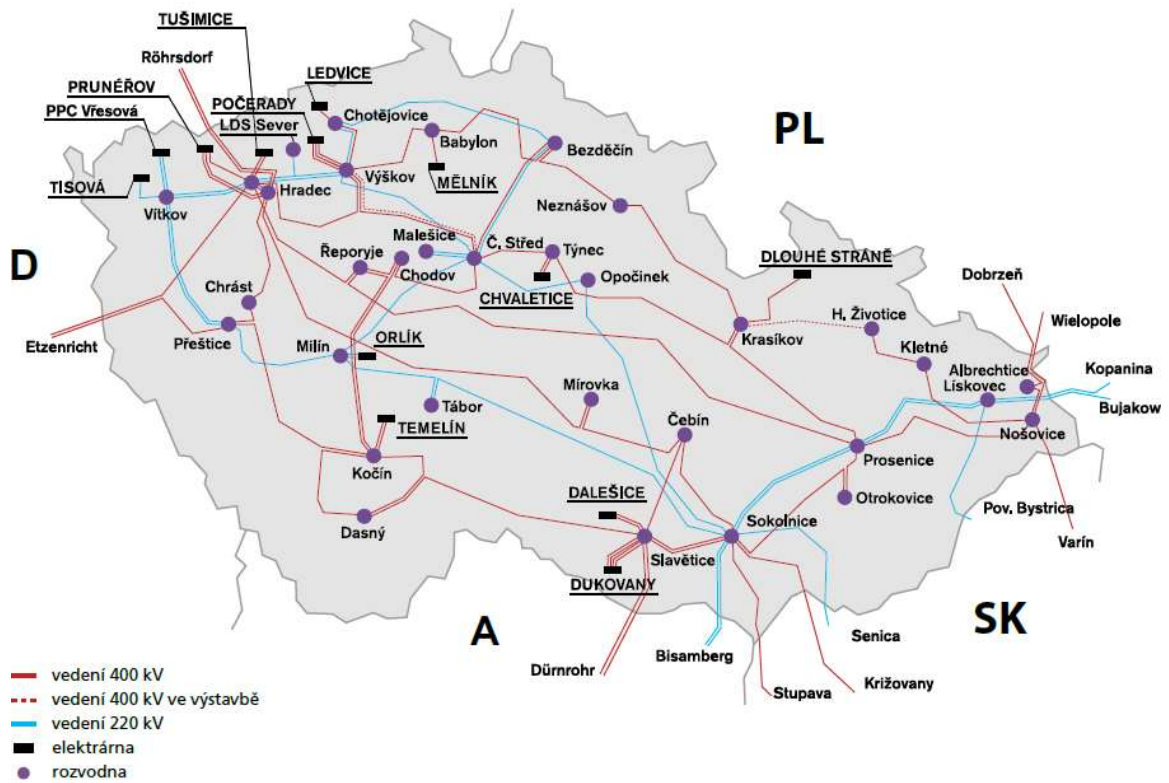 TUŠIMICE
Röhrsdorf
PRUNÉŘOV
LEDVICE
PPC Vřesová
POČERADY
Chotějovice
LDS Sever
PL
Babylon
Bezděčín
TISOVÁ
Výškov
MĚLNÍK
Hradec
Vítkov
Neznášov
Malešice
Č. Střed
Týnec
D
Řeporyje
Chodov
DLOUHÉ STRÁNĚ
Opočinek
Dobrzeń
CHVALETICE
Chrást
H. Životice
Wielopole
Etzenricht
Přeštice
Milín
ORLÍK
Krasíkov
Kletné
Albrechtice
Kopanina
Lískovec
Mírovka
Bujakow
Tábor
Čebín
TEMELÍN
Nošovice
Kočín
Prosenice
DALEŠICE
Otrokovice
Dasný
Sokolnice
Pov. Bystrica
Slavětice
Varín
DUKOVANY
A
SK
Senica
Bisamberg
Dürnrohr
Stupava
Križovany
vedení 400 kV
vedení 400 kV ve výstavbě
vedení 220 kV
elektrárna
rozvodna